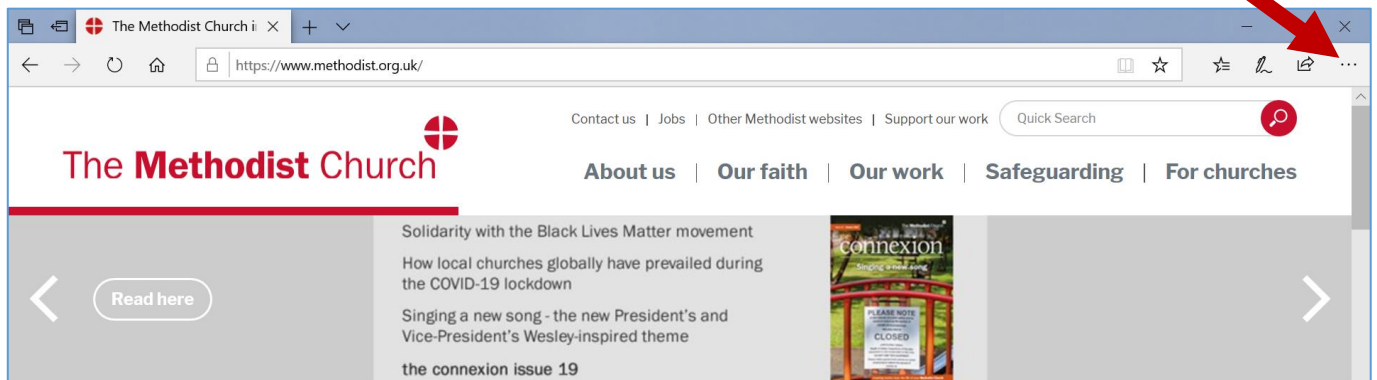 The Methodist Church i
https://www.methodist.org.uk/
Contact us | Jobs | Other Methodist websites | Support our work
Quick Search
The Methodist Church
About us | Our faith | Our work | Safeguarding | For churches
Solidarity with the Black Lives Matter movement
How local churches globally have prevailed during
the COVID-19 lockdown
Singing a new song - the new President's and
Vice-President's Wesley-inspired theme
the connexion issue 19
Read here
connexion
Singing a new song
PLEASE NOTE
CLOSED